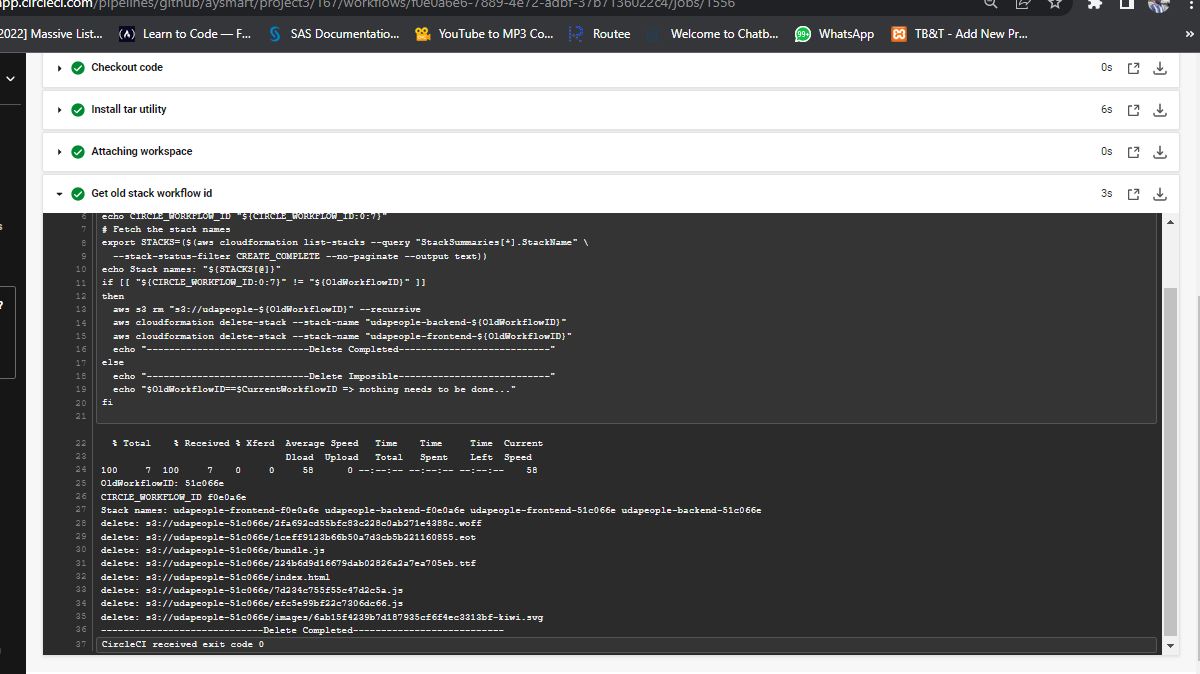 app.circleci.com/pipelines/github/aysmart/project3/167/workflows/f0e0a6e6-7889-4e72-adbf-37b7136022c4/jobs/1556
2022] Massive List... Learn to Code — F... SAS Documentatio... YouTube to MP3 Co... Routee Welcome to Chatb... 99+ WhatsApp TB&T - Add New Pr... »
Checkout code 0s
Install tar utility 6s
Attaching workspace 0s
Get old stack workflow id 3s
6 echo CIRCLE_WORKFLOW_ID "${CIRCLE_WORKFLOW_ID:0:7}"
7 # Fetch the stack names
8 export STACKS=($(aws cloudformation list-stacks --query "StackSummaries[*].StackName" \
9 --stack-status-filter CREATE_COMPLETE --no-paginate --output text))
10 echo Stack names: "${STACKS[@]}"
11 if [[ "${CIRCLE_WORKFLOW_ID:0:7}" != "${OldWorkflowID}" ]]
12 then
13 aws s3 rm "s3://udapeople-${OldWorkflowID}" --recursive
14 aws cloudformation delete-stack --stack-name "udapeople-backend-${OldWorkflowID}"
15 aws cloudformation delete-stack --stack-name "udapeople-frontend-${OldWorkflowID}"
16 echo "-----------------------------Delete Completed---------------------------"
17 else
18 echo "-----------------------------Delete Imposible---------------------------"
19 echo "$OldWorkflowID==$CurrentWorkflowID => nothing needs to be done..."
20 fi
21
22 % Total % Received % Xferd Average Speed Time Time Time Current
23 Dload Upload Total Spent Left Speed
24 100 7 100 7 0 0 58 0 --:--:-- --:--:-- --:--:-- 58
25 OldWorkflowID: 51c066e
26 CIRCLE_WORKFLOW_ID f0e0a6e
27 Stack names: udapeople-frontend-f0e0a6e udapeople-backend-f0e0a6e udapeople-frontend-51c066e udapeople-backend-51c066e
28 delete: s3://udapeople-51c066e/2fa692cd55bfc83c228c0ab271e4388c.woff
29 delete: s3://udapeople-51c066e/1ceff9123b66b50a7d3cb5b221160855.eot
30 delete: s3://udapeople-51c066e/bundle.js
31 delete: s3://udapeople-51c066e/224b6d9d16679dab02826a2a7ea705eb.ttf
32 delete: s3://udapeople-51c066e/index.html
33 delete: s3://udapeople-51c066e/7d234c755f55c47d2c5a.js
34 delete: s3://udapeople-51c066e/efc5e99bf22c7306dc66.js
35 delete: s3://udapeople-51c066e/images/6ab15f4239b7d187935cf6f4ec3313bf-kiwi.svg
36 -----------------------------Delete Completed---------------------------
37 CircleCI received exit code 0